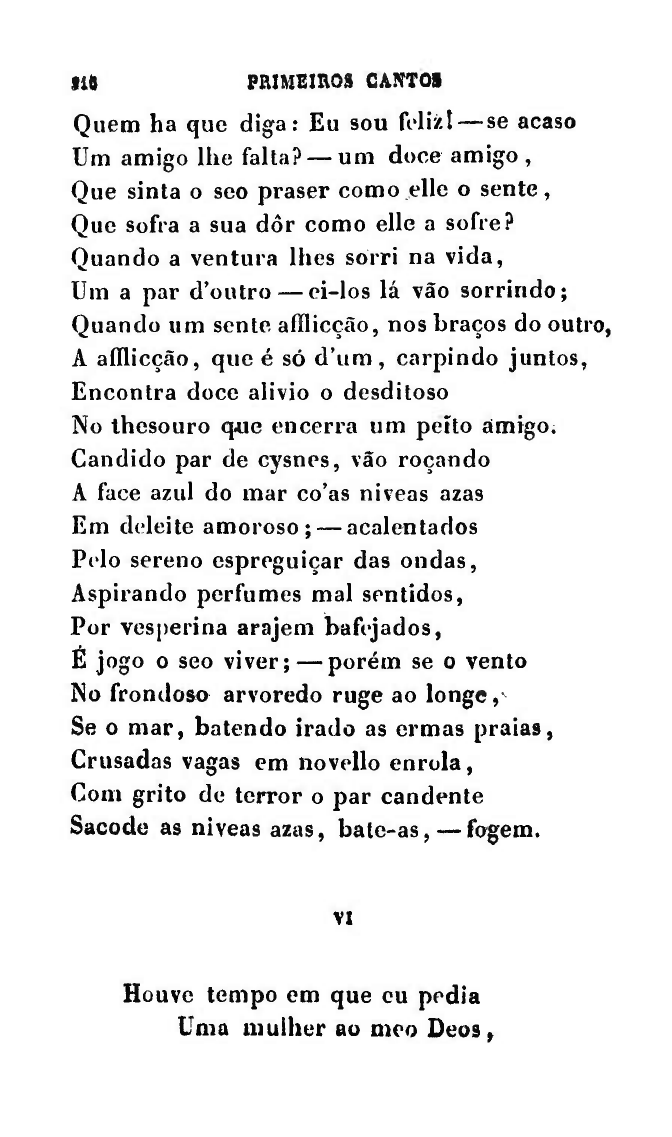 216 PRIMEIROS CANTOS
Quem ha que diga: Eu sou feliz! — se acaso
Um amigo lhe falta? — um doce amigo,
Que sinta o seo praser como elle o sente,
Que sofra a sua dôr como elle a sofre?
Quando a ventura lhes sorri na vida,
Um a par d'outro — ei-los lá vão sorrindo;
Quando um sente afflicção, nos braços do outro,
A afflicção, que é só d'um, carpindo juntos,
Encontra doce alivio o desditoso
No thesouro que encerra um peito amigo.
Candido par de cysnes, vão roçando
A face azul do mar co'as niveas azas
Em deleite amoroso; — acalentados
Pelo sereno espreguiçar das ondas,
Aspirando perfumes mal sentidos,
Por vesperina arajem bafejados,
É jogo o seo viver; — porém se o vento
No frondoso arvoredo ruge ao longe,
Se o mar, batendo irado as ermas praias,
Crusadas vagas em novello enrola,
Com grito de terror o par candente
Sacode as niveas azas, bate-as, — fogem.
VI
Houve tempo em que eu pedia
Uma mulher ao meo Deos,